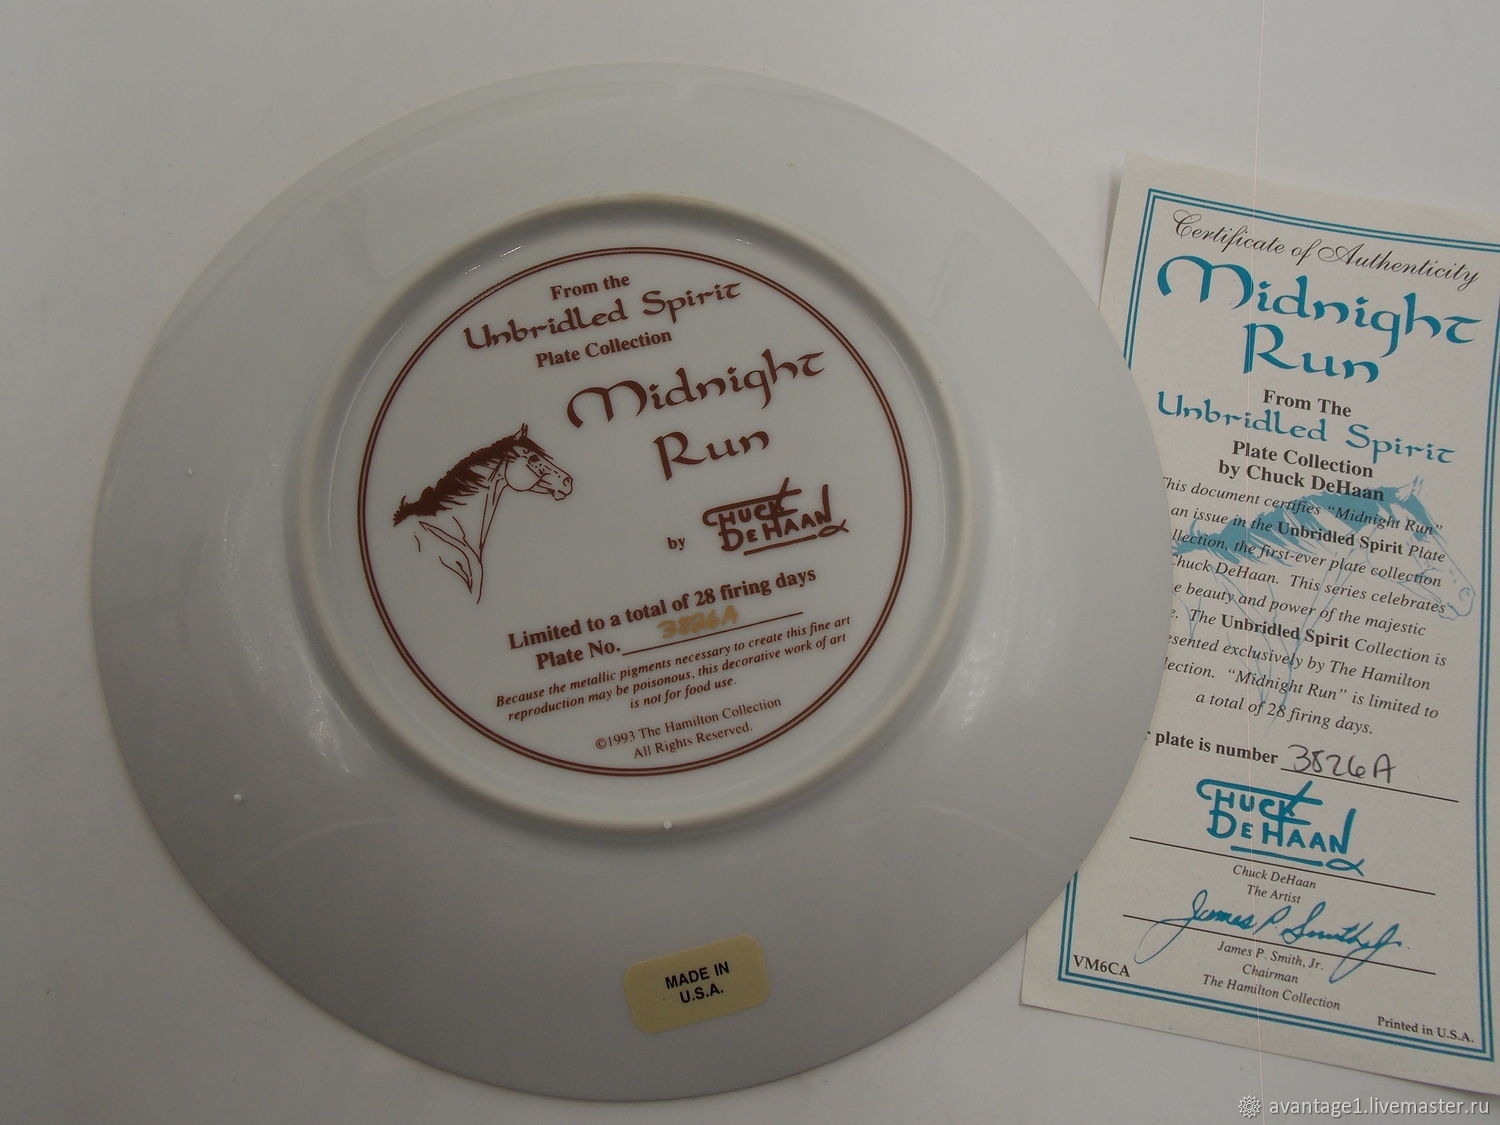 From the
Unbridled Spirit
Plate Collection
Midnight
Run
by
CHUCK
DEHAAN
Limited to a total of 28 firing days
Plate No. 3826A
Because the metallic pigments necessary to create this fine art
reproduction may be poisonous, this decorative work of art
is not for food use.
©1993 The Hamilton Collection
All Rights Reserved.
MADE IN
U.S.A.
Certificate of Authenticity
Midnight
Run
From The
Unbridled Spirit
Plate Collection
by Chuck DeHaan
This document certifies "Midnight Run"
an issue in the Unbridled Spirit Plate
the first-ever plate collection
Chuck DeHaan. This series celebrates
beauty and power of the majestic
The Unbridled Spirit Collection is
exclusively by The Hamilton
"Midnight Run" is limited to
a total of 28 firing days.
plate is number 3826A
CHUCK
DEHAAN
Chuck DeHaan
The Artist
James P. Smith Jr.
James P. Smith, Jr.
Chairman
The Hamilton Collection
VM6CA
Printed in U.S.A.
avantage1.livemaster.ru